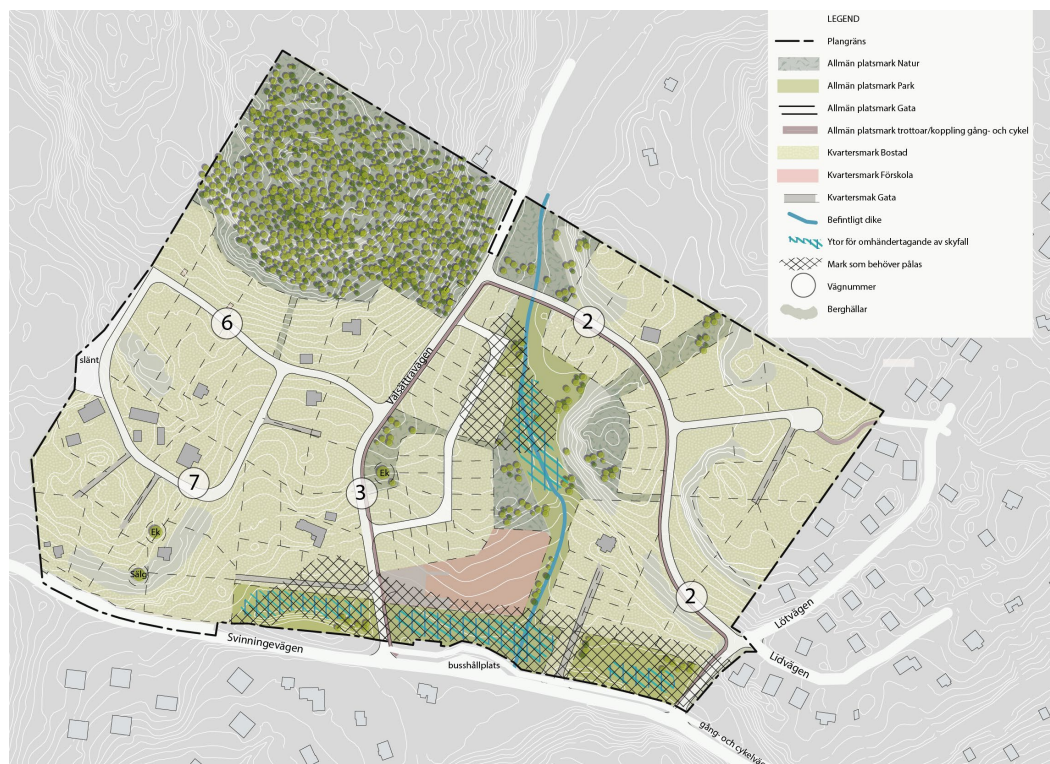 LEGEND
Plangräns
Allmän platsmark Natur
Allmän platsmark Park
Allmän platsmark Gata
Allmän platsmark trottoar/koppling gång- och cykel
Kvartersmark Bostad
Kvartersmark Förskola
Kvartersmak Gata
Befintligt dike
Ytor för omhändertagande av skyfall
Mark som behöver pålas
Vägnummer
Berghällar
6
2
Valsättravägen
slänt
Ek
7
3
Ek
Sälg
2
Lötvägen
Svinningevägen
Lidvägen
busshållplats
gång- och cykelväg